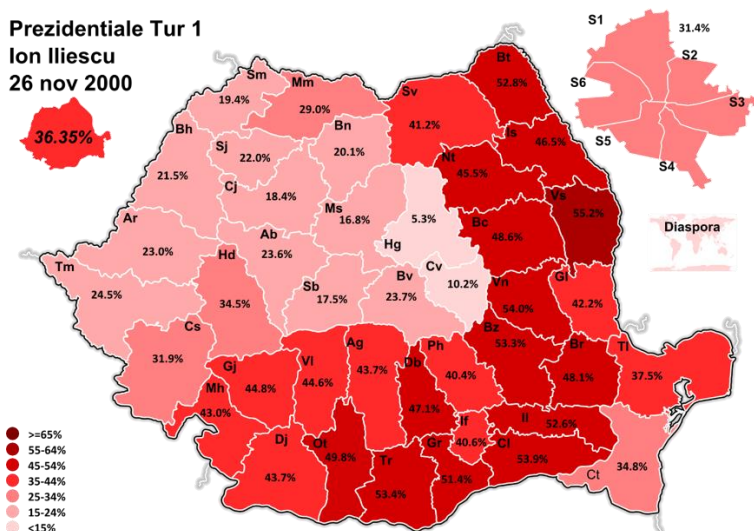 Prezidentiale Tur 1
Ion Iliescu
26 nov 2000
36.35%
S1
31.4%
S2
S6
S3
S5
S4
Diaspora
Bt
52.8%
Sm
19.4%
Mm
29.0%
Sv
41.2%
Is
46.5%
Bh
21.5%
Sj
22.0%
Bn
20.1%
Nt
45.5%
Cj
18.4%
Ms
16.8%
5.3%
Hg
Bc
48.6%
Vs
55.2%
Ar
23.0%
Ab
23.6%
Hd
34.5%
Tm
24.5%
Sb
17.5%
Bv
23.7%
Cv
10.2%
Vn
54.0%
Gl
42.2%
Cs
31.9%
Gj
44.8%
Vl
44.6%
Ag
43.7%
Db
47.1%
Ph
40.4%
Bz
53.3%
Br
48.1%
Tl
37.5%
Mh
43.0%
Dj
43.7%
Ot
49.8%
Tr
53.4%
Gr
51.4%
If
40.6%
Il
52.6%
Cl
53.9%
Ct
34.8%
>=65%
55-64%
45-54%
35-44%
25-34%
15-24%
<15%